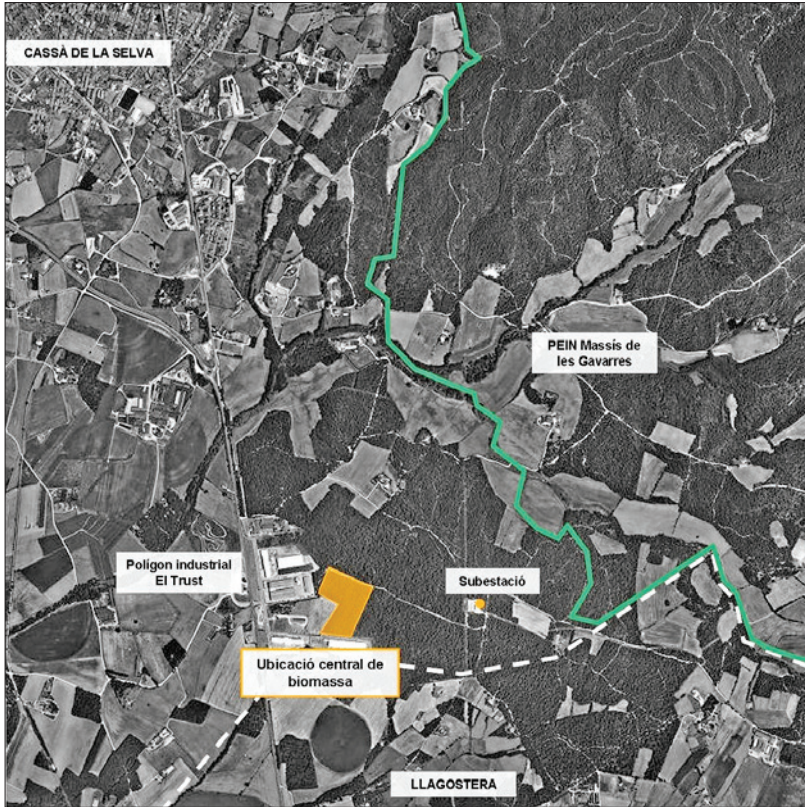 CASSÀ DE LA SELVA
PEIN Massís de
les Gavarres
Polígon industrial
El Trust
Subestació
Ubicació central de
biomassa
LLAGOSTERA